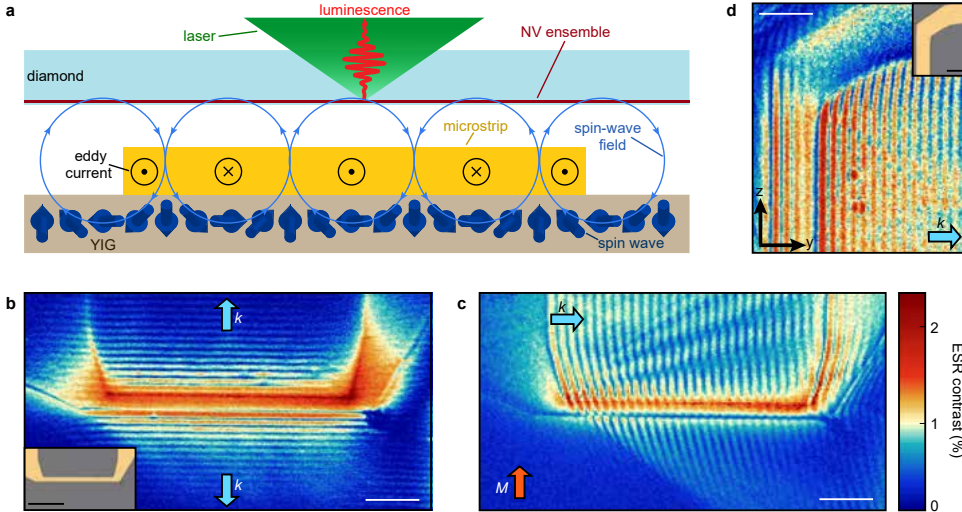 a
luminescence
laser
NV ensemble
diamond
microstrip
spin-wave
field
eddy
current
YIG
spin wave
d
z
y
k
b
k
k
c
k
M
2
1
0
ESR contrast (%)